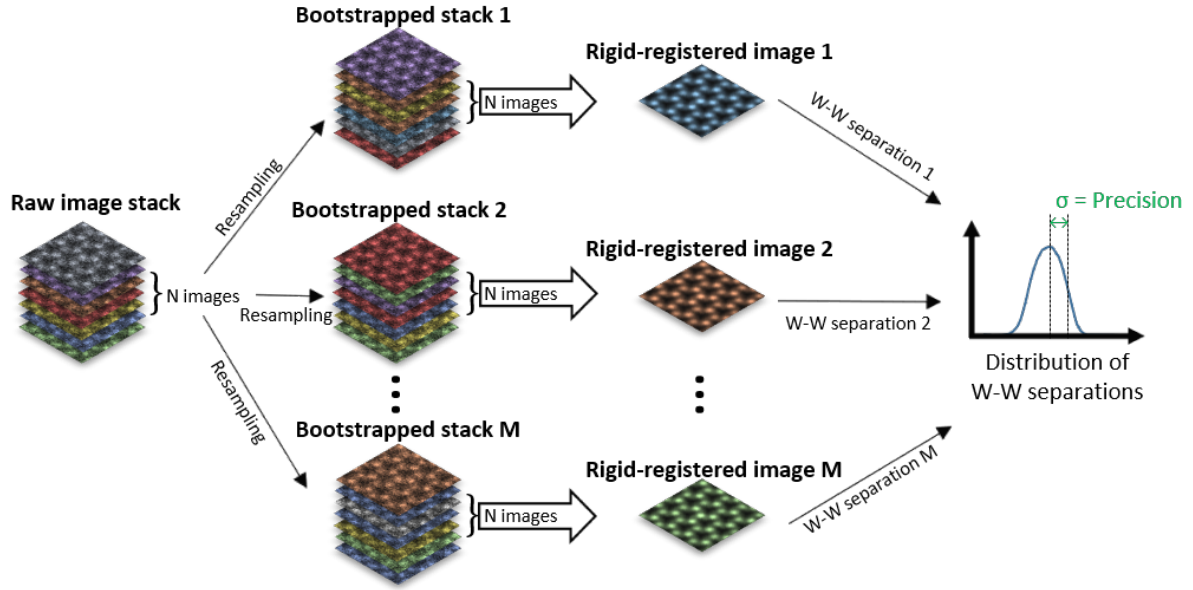 Bootstrapped stack 1
Rigid-registered image 1
N images
W-W separation 1
Resampling
Raw image stack
N images
Resampling
Bootstrapped stack 2
Rigid-registered image 2
N images
W-W separation 2
σ = Precision
Distribution of
W-W separations
Resampling
Bootstrapped stack M
Rigid-registered image M
N images
W-W separation M